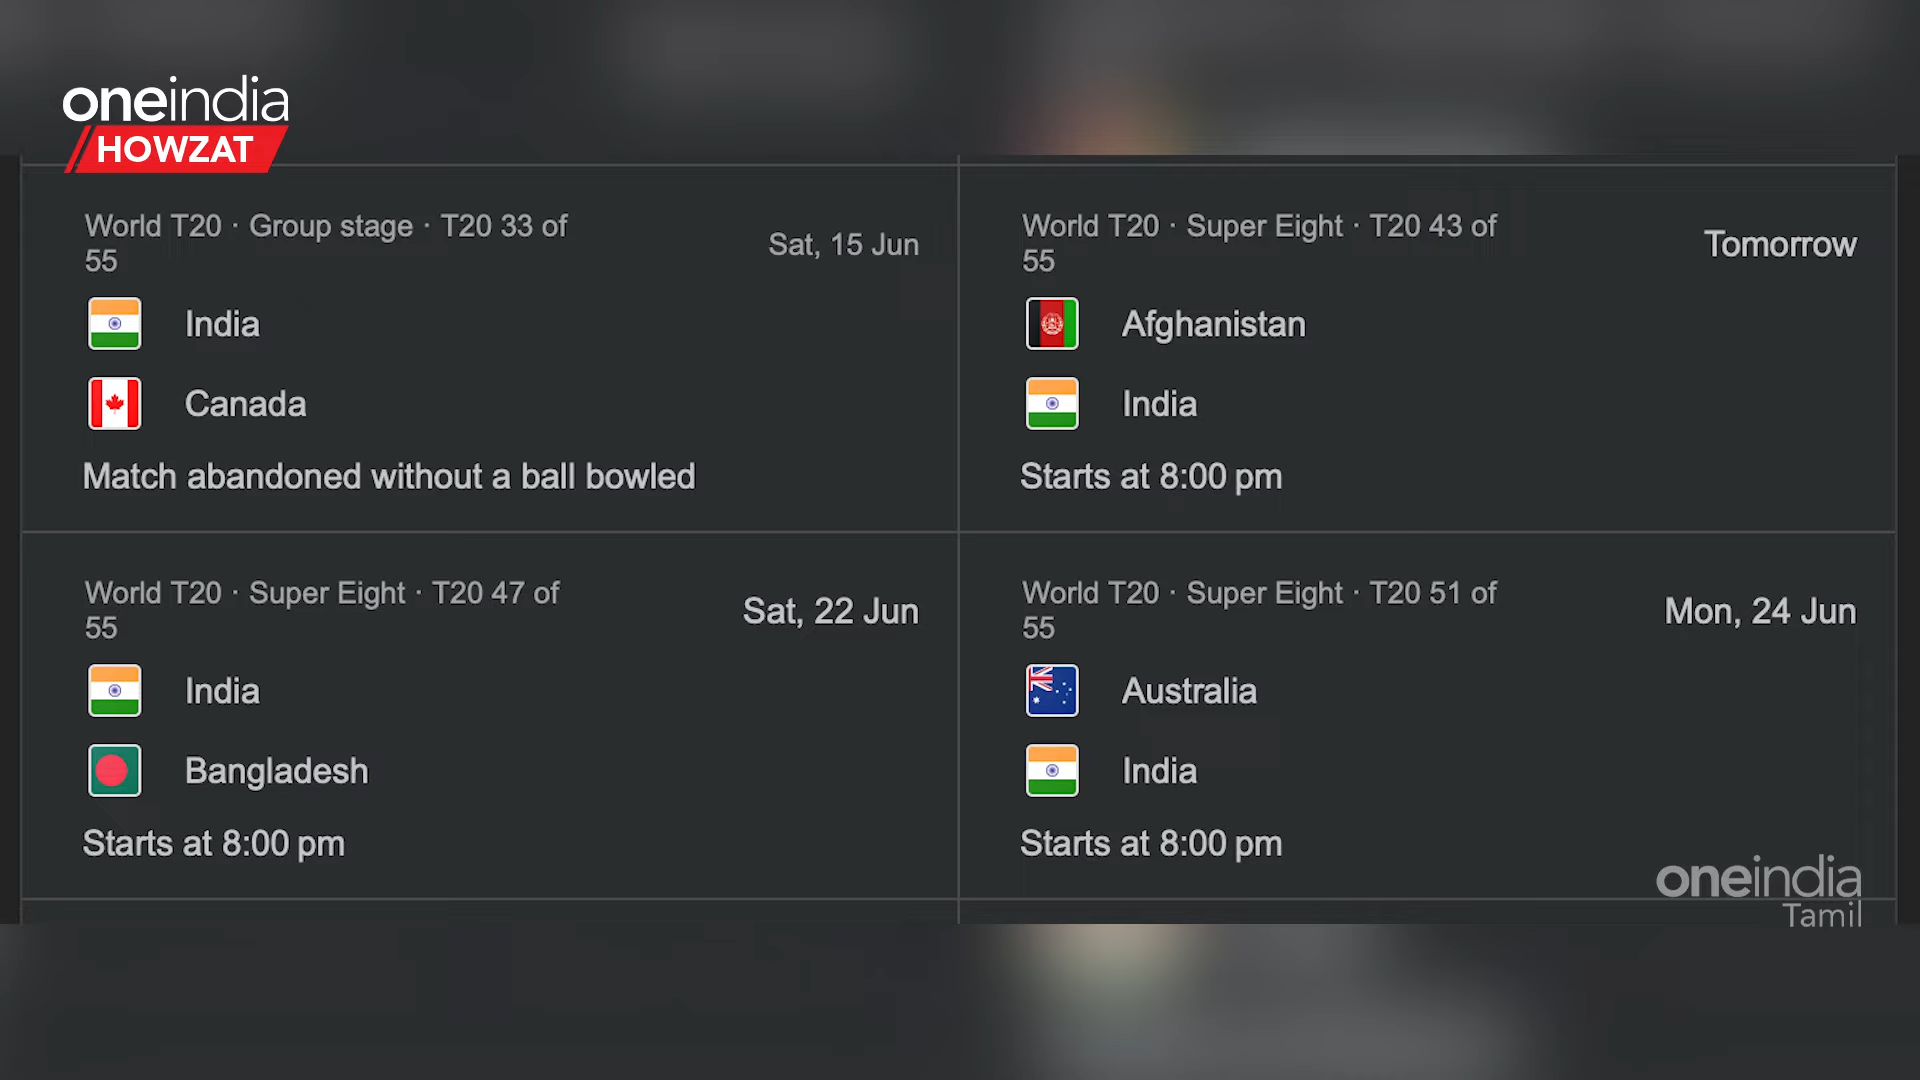 oneindia
HOWZAT
World T20 · Group stage · T20 33 of
55
Sat, 15 Jun
India
Canada
Match abandoned without a ball bowled
World T20 · Super Eight · T20 43 of
55
Tomorrow
Afghanistan
India
Starts at 8:00 pm
World T20 · Super Eight · T20 47 of
55
Sat, 22 Jun
India
Bangladesh
Starts at 8:00 pm
World T20 · Super Eight · T20 51 of
55
Mon, 24 Jun
Australia
India
Starts at 8:00 pm
oneindia
Tamil